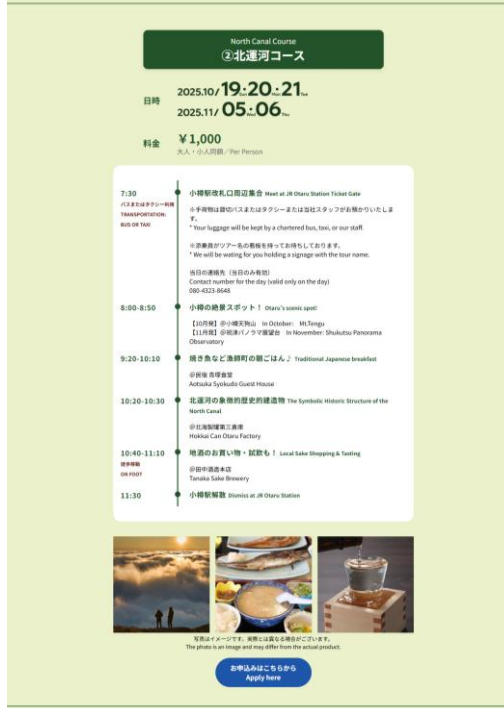 North Canal Course
②北運河コース
日時
2025.10/19Sun・20Mon・21Tue
2025.11/05Wed・06Thu
料金
¥1,000
大人・小人同額/Per Person
7:30
バスまたはタクシー利用
TRANSPORTATION:
BUS OR TAXI
小樽駅改札口周辺集合 Meet at JR Otaru Station Ticket Gate
※手荷物は貸切バスまたはタクシーまたは当社スタッフがお預かりいたしま
す。
* Your luggage will be kept by a chartered bus, taxi, or our staff.
※添乗員がツアー名の看板を持ってお待ちしております。
* We will be wating for you holding a signage with the tour name.
当日の連絡先(当日のみ有効)
Contact number for the day (valid only on the day)
080-4323-8648
8:00-8:50
小樽の絶景スポット! Otaru's scenic spot!
【10月発】@小樽天狗山 In October: Mt.Tengu
【11月発】@祝津パノラマ展望台 In November: Shukutsu Panorama
Observatory
9:20-10:10
焼き魚など漁師町の朝ごはん♪ Traditional Japanese breakfast
@民宿 青塚食堂
Aotsuka Syokudo Guest House
10:20-10:30
北運河の象徴的歴史的建造物 The Symbolic Historic Structure of the
North Canal
@北海製罐第三倉庫
Hokkai Can Otaru Factory
10:40-11:10
徒歩移動
ON FOOT
地酒のお買い物・試飲も! Local Sake Shopping & Tasting
@田中酒造本店
Tanaka Sake Brewery
11:30
小樽駅解散 Dismiss at JR Otaru Station
写真はイメージです。実際とは異なる場合がございます。
The photo is an image and may differ from the actual product.
お申込みはこちらから
Apply here